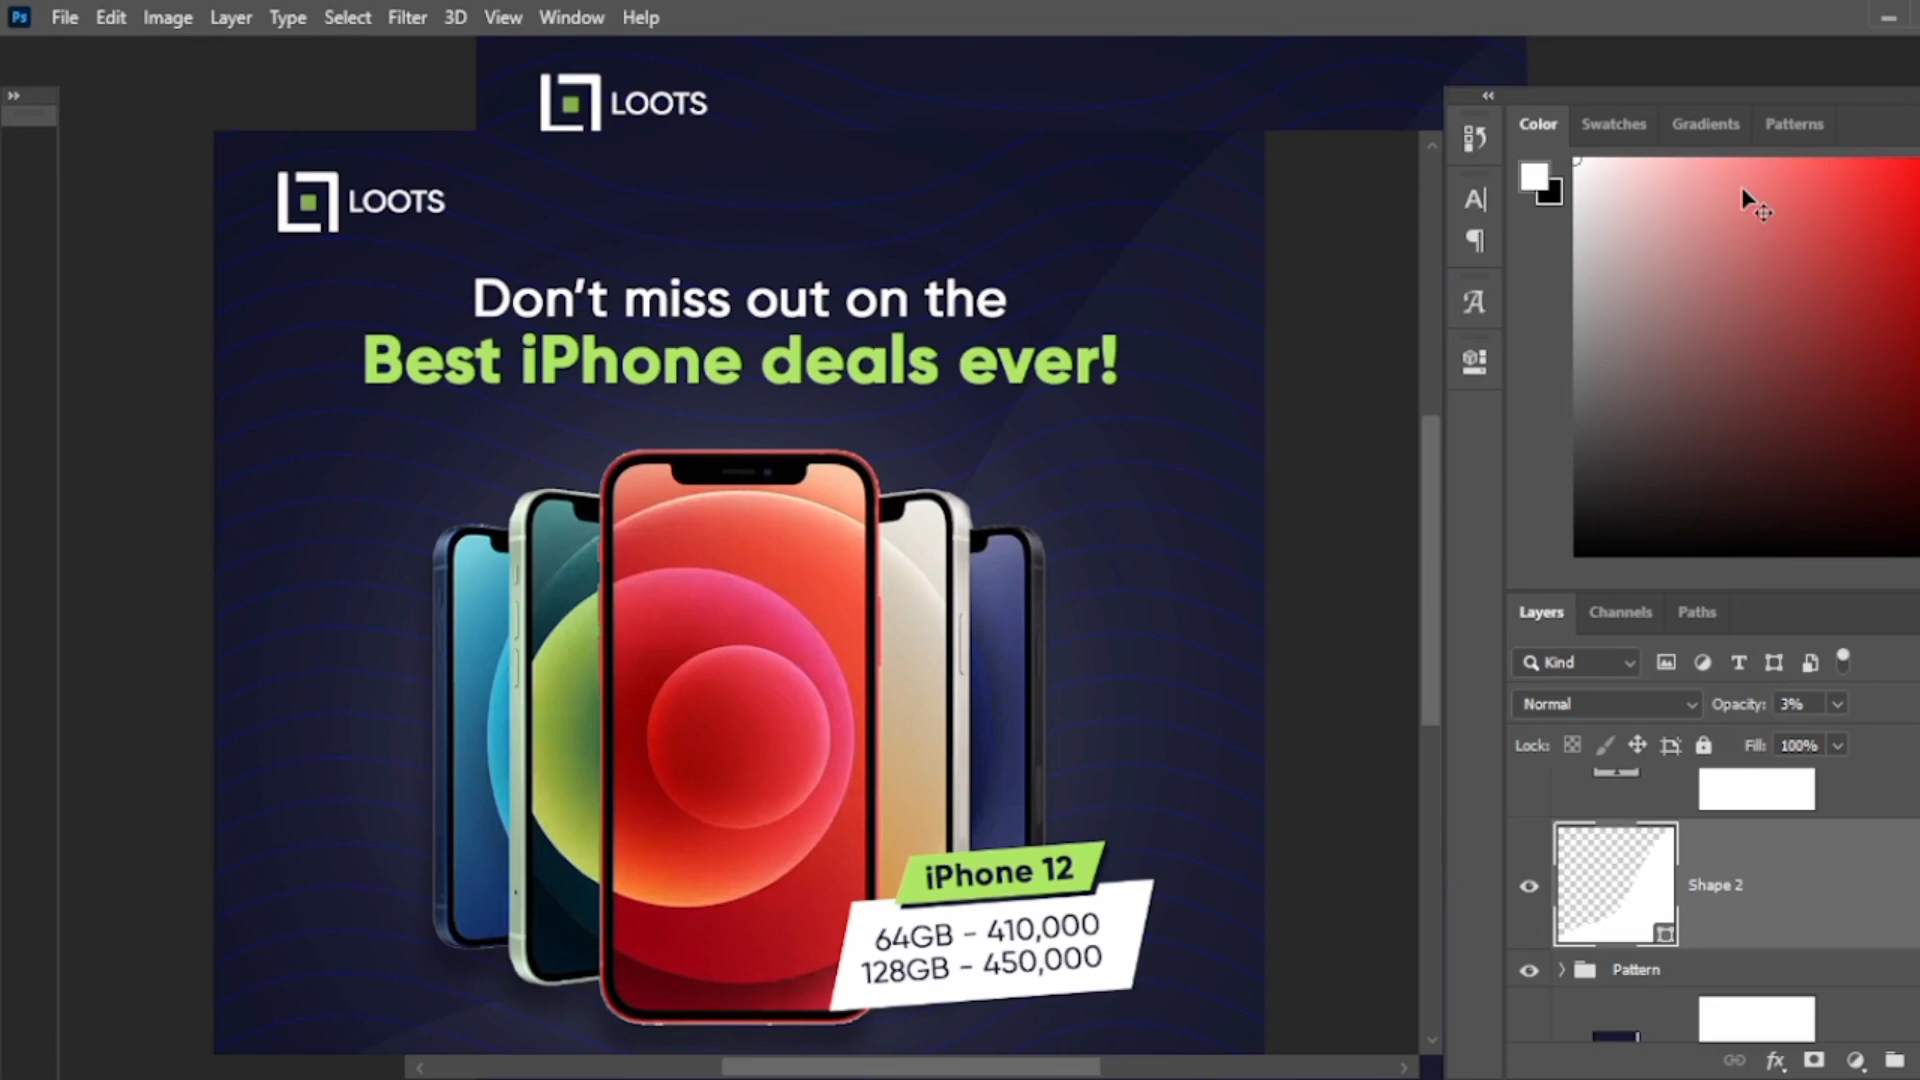 Ps File Edit Image Layer Type Select Filter 3D View Window Help
LOOTS
LOOTS
Don't miss out on the
Best iPhone deals ever!
iPhone 12
64GB - 410,000
128GB - 450,000
Color Swatches Gradients Patterns
Layers Channels Paths
Kind
Normal Opacity: 3%
Lock: Fill: 100%
Shape 2
Pattern
fx